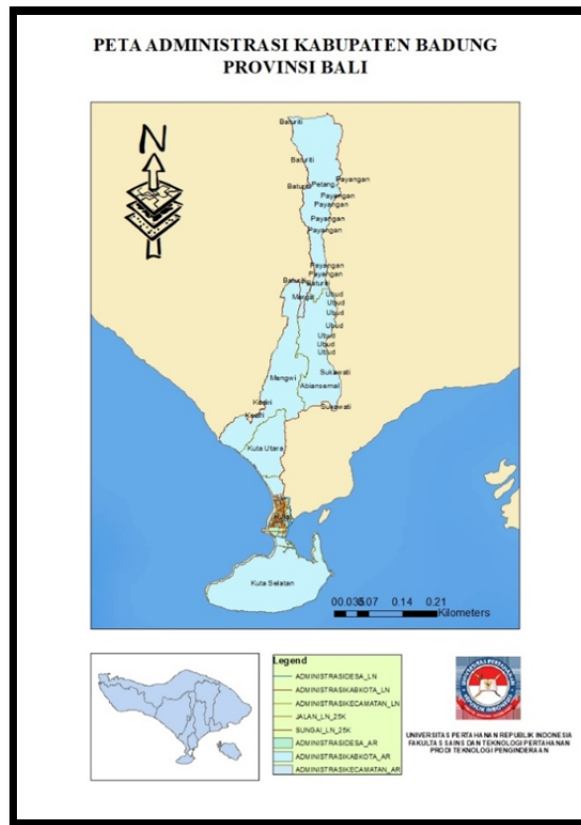 PETA ADMINISTRASI KABUPATEN BADUNG
PROVINSI BALI
N
Baturiti
Baturiti
Baturiti
Petang
Payangan
Payangan
Payangan
Payangan
Payangan
Payangan
Payangan
Baturiti
Baturiti
Mengwi
Ubud
Ubud
Ubud
Ubud
Ubud
Ubud
Ubud
Mengwi
Sukawati
Abiansemal
Kediri
Kediri
Sukawati
Kuta Utara
Kuta Selatan
0 0.035 0.07 0.14 0.21
Kilometers
Legend
ADMINISTRASIDESA_LN
ADMINISTRASIKABKOTA_LN
ADMINISTRASIKECAMATAN_LN
JALAN_LN_25K
SUNGAI_LN_25K
ADMINISTRASIDESA_AR
ADMINISTRASIKABKOTA_AR
ADMINISTRASIKECAMATAN_AR
UNIVERSITAS PERTAHANAN REPUBLIK INDONESIA
FAKULTAS SAINS DAN TEKNOLOGI PERTAHANAN
PRODI TEKNOLOGI PENGINDERAAN